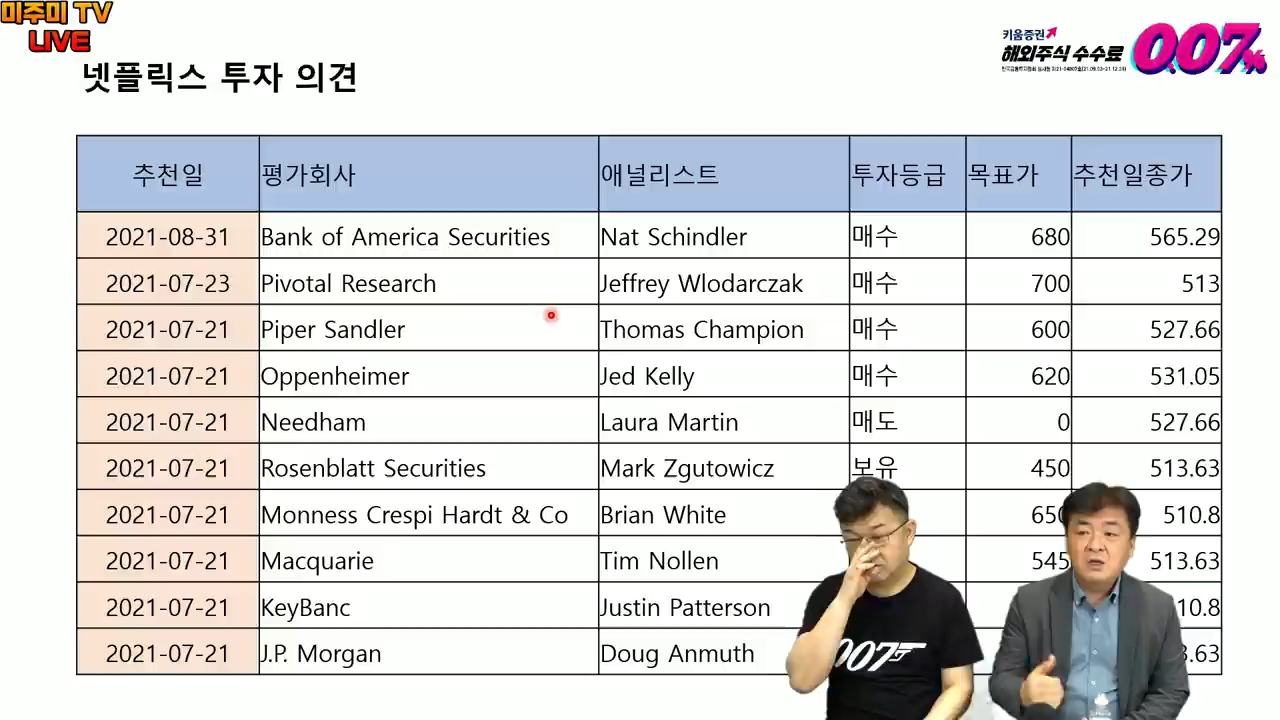 미주미 TV
LIVE
키움증권
해외주식 수수료
0.07%
넷플릭스 투자 의견
추천일 평가회사 애널리스트 투자등급 목표가 추천일종가
2021-08-31 Bank of America Securities Nat Schindler 매수 680 565.29
2021-07-23 Pivotal Research Jeffrey Wlodarczak 매수 700 513
2021-07-21 Piper Sandler Thomas Champion 매수 600 527.66
2021-07-21 Oppenheimer Jed Kelly 매수 620 531.05
2021-07-21 Needham Laura Martin 매도 0 527.66
2021-07-21 Rosenblatt Securities Mark Zgutowicz 보유 450 513.63
2021-07-21 Monness Crespi Hardt & Co Brian White 650 510.8
2021-07-21 Macquarie Tim Nollen 545 513.63
2021-07-21 KeyBanc Justin Patterson 10.8
2021-07-21 J.P. Morgan Doug Anmuth 3.63
007